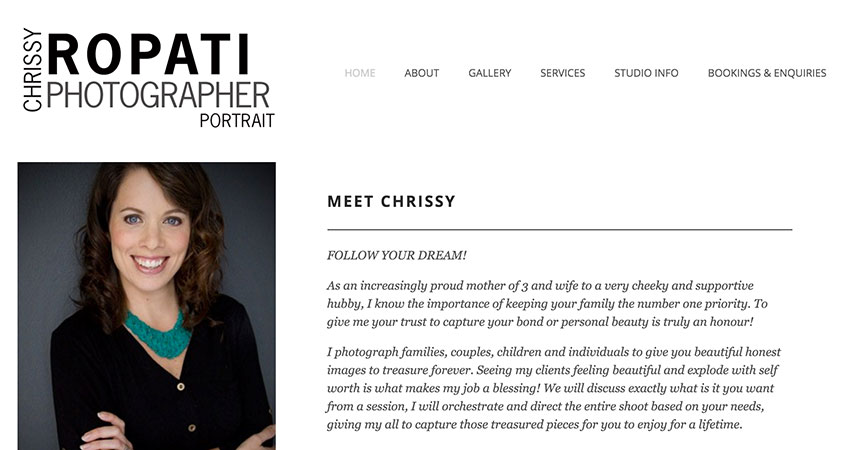 CHRISSY
ROPATI
PHOTOGRAPHER
PORTRAIT
HOME ABOUT GALLERY SERVICES STUDIO INFO BOOKINGS & ENQUIRIES
MEET CHRISSY
FOLLOW YOUR DREAM!
As an increasingly proud mother of 3 and wife to a very cheeky and supportive
hubby, I know the importance of keeping your family the number one priority. To
give me your trust to capture your bond or personal beauty is truly an honour!
I photograph families, couples, children and individuals to give you beautiful honest
images to treasure forever. Seeing my clients feeling beautiful and explode with self
worth is what makes my job a blessing! We will discuss exactly what is it you want
from a session, I will orchestrate and direct the entire shoot based on your needs,
giving my all to capture those treasured pieces for you to enjoy for a lifetime.